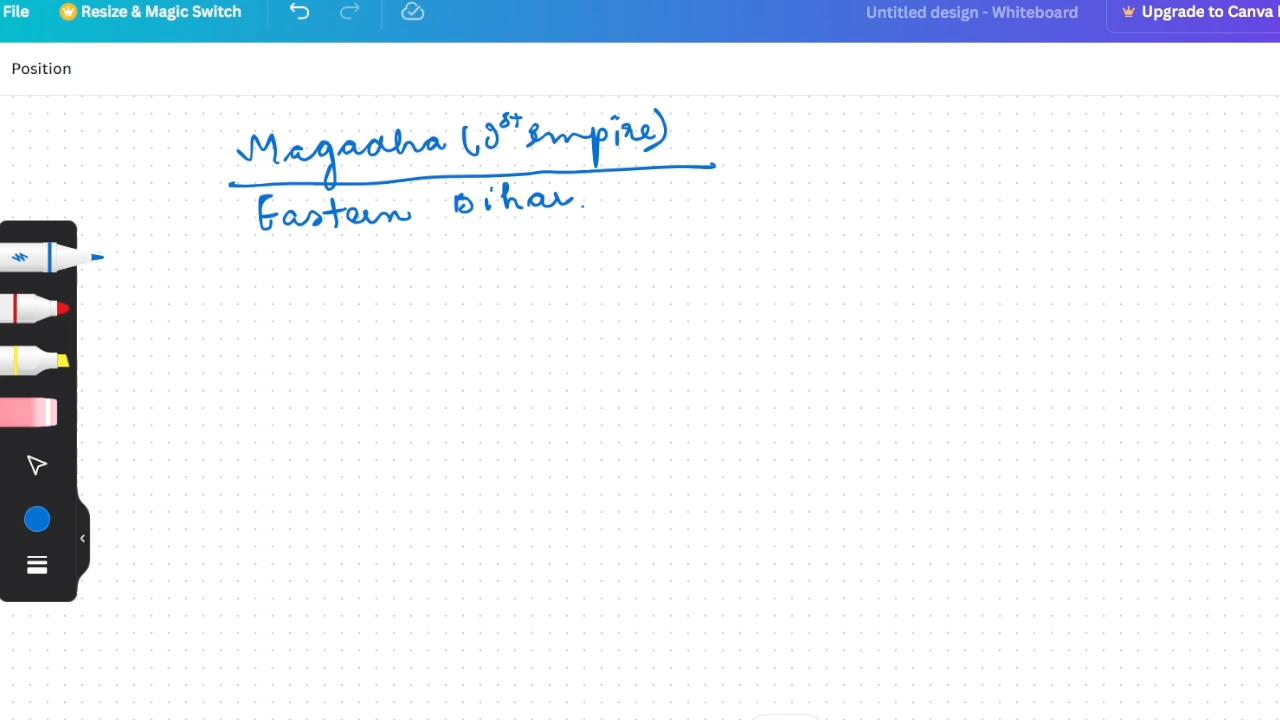 File Resize & Magic Switch Untitled design - Whiteboard Upgrade to Canva
Position
Magadha (1st empire)
Eastern Bihar.